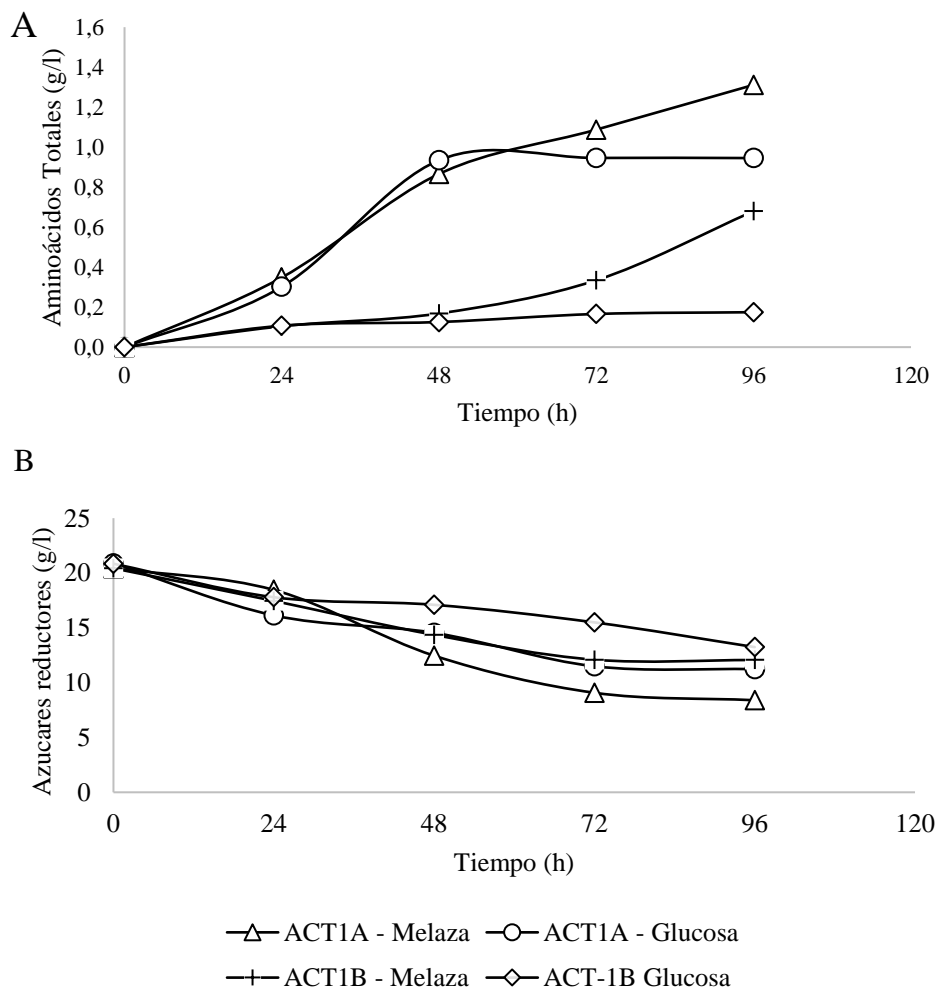 A
Aminoácidos Totales (g/l)
1,6
1,4
1,2
1,0
0,8
0,6
0,4
0,2
0,0
0 24 48 72 96 120
Tiempo (h)
B
Azucares reductores (g/l)
25
20
15
10
5
0
0 24 48 72 96 120
Tiempo (h)
ACT1A - Melaza ACT1A - Glucosa
ACT1B - Melaza ACT-1B Glucosa